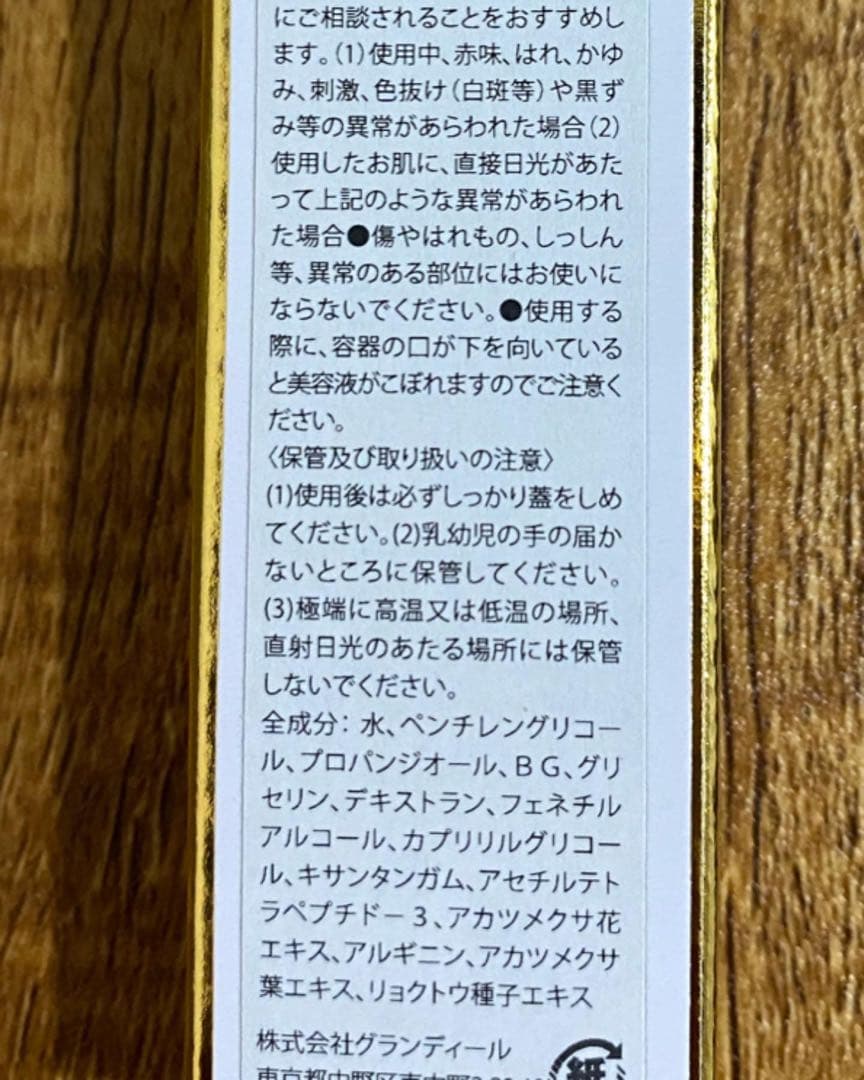 にご相談されることをおすすめし
ます。(1)使用中、赤味、はれ、かゆ
み、刺激、色抜け(白斑等)や黒ず
み等の異常があらわれた場合(2)
使用したお肌に、直接日光があた
って上記のような異常があらわれ
た場合●傷やはれもの、しっしん
等、異常のある部位にはお使いに
ならないでください。●使用する
際に、容器の口が下を向いている
と美容液がこぼれますのでご注意く
ださい。
〈保管及び取り扱いの注意〉
(1)使用後は必ずしっかり蓋をしめ
てください。(2)乳幼児の手の届か
ないところに保管してください。
(3)極端に高温又は低温の場所、
直射日光のあたる場所には保管
しないでください。
全成分：水、ペンチレングリコー
ル、プロパンジオール、ＢＧ、グリ
セリン、デキストラン、フェネチル
アルコール、カプリリルグリコー
ル、キサンタンガム、アセチルテト
ラペプチド－３、アカツメクサ花
エキス、アルギニン、アカツメクサ
葉エキス、リョクトウ種子エキス
株式会社グランディール
東京都中野区
紙